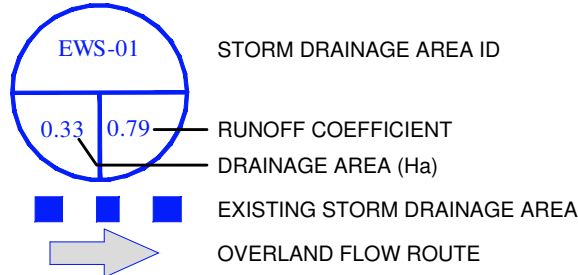 EWS-01 STORM DRAINAGE AREA ID
0.33 0.79 RUNOFF COEFFICIENT
DRAINAGE AREA (Ha)
EXISTING STORM DRAINAGE AREA
OVERLAND FLOW ROUTE